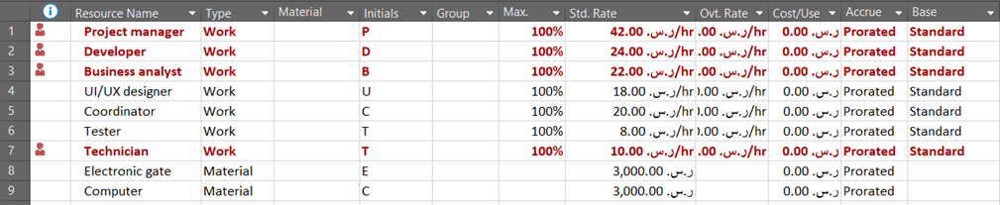 Resource Name Type Material Initials Group Max. Std. Rate Ovt. Rate Cost/Use Accrue Base
1 Project manager Work P 100% 42.00 ر.س./hr .00 ر.س./hr 0.00 ر.س. Prorated Standard
2 Developer Work D 100% 24.00 ر.س./hr .00 ر.س./hr 0.00 ر.س. Prorated Standard
3 Business analyst Work B 100% 22.00 ر.س./hr .00 ر.س./hr 0.00 ر.س. Prorated Standard
4 UI/UX designer Work U 100% 18.00 ر.س./hr .00 ر.س./hr 0.00 ر.س. Prorated Standard
5 Coordinator Work C 100% 20.00 ر.س./hr .00 ر.س./hr 0.00 ر.س. Prorated Standard
6 Tester Work T 100% 8.00 ر.س./hr .00 ر.س./hr 0.00 ر.س. Prorated Standard
7 Technician Work T 100% 10.00 ر.س./hr .00 ر.س./hr 0.00 ر.س. Prorated Standard
8 Electronic gate Material E 3,000.00 ر.س. 0.00 ر.س. Prorated
9 Computer Material C 3,000.00 ر.س. 0.00 ر.س. Prorated